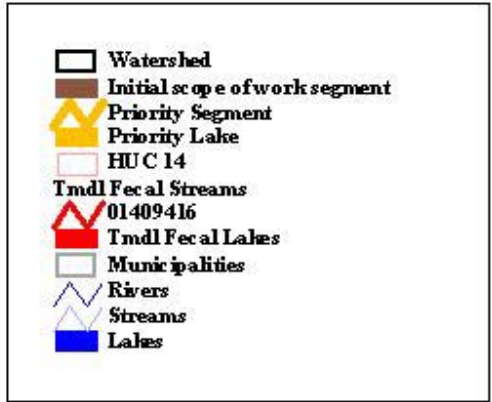 Watershed
Initial scope of work segment
Priority Segment
Priority Lake
HUC 14
Tmdl Fecal Streams
01409416
Tmdl Fecal Lakes
Municipalities
Rivers
Streams
Lakes